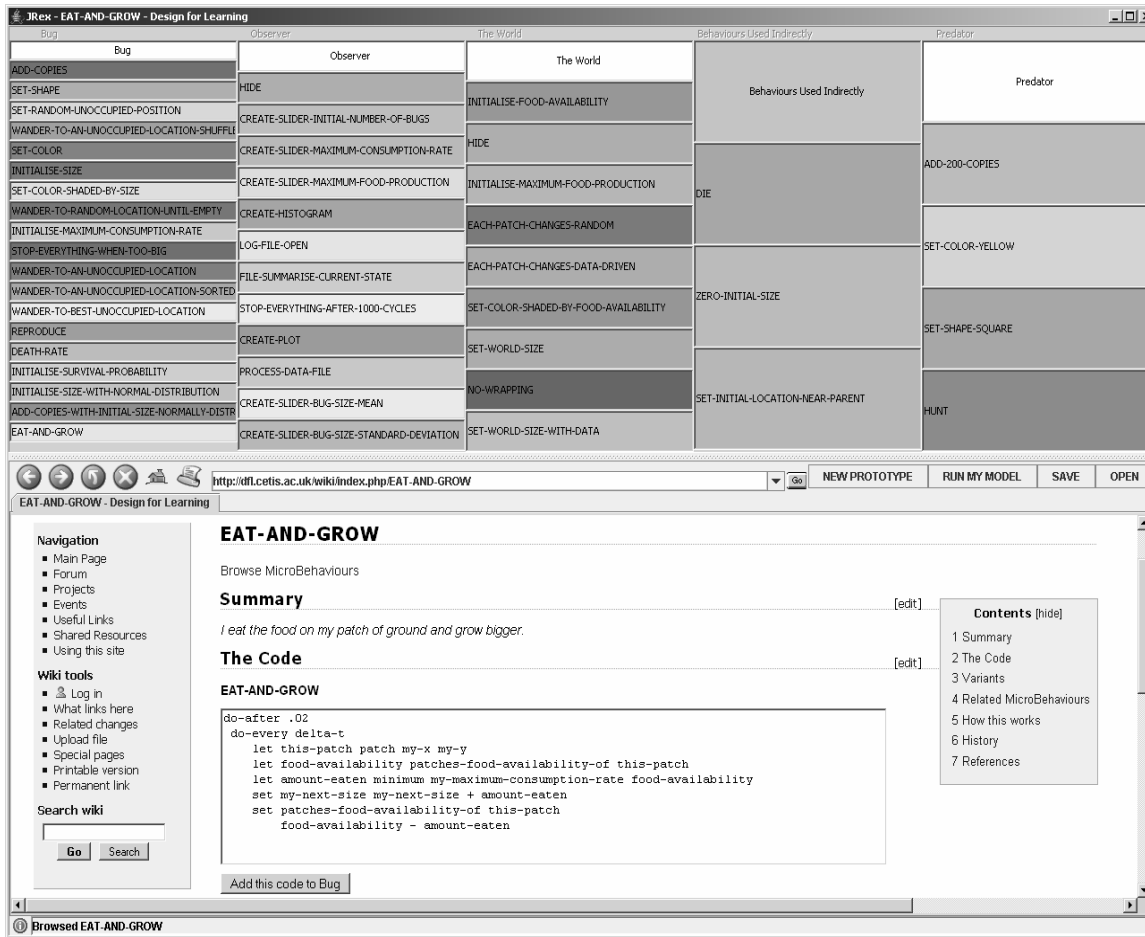 JRex - EAT-AND-GROW - Design for Learning
Bug
Observer
The World
Behaviours Used Indirectly
Predator
Bug
ADD-COPIES
SET-SHAPE
SET-RANDOM-UNOCCUPIED-POSITION
WANDER-TO-AN-UNOCCUPIED-LOCATION-SHUFFLE
SET-COLOR
INITIALISE-SIZE
SET-COLOR-SHADED-BY-SIZE
WANDER-TO-RANDOM-LOCATION-UNTIL-EMPTY
INITIALISE-MAXIMUM-CONSUMPTION-RATE
STOP-EVERYTHING-WHEN-TOO-BIG
WANDER-TO-AN-UNOCCUPIED-LOCATION
WANDER-TO-AN-UNOCCUPIED-LOCATION-SORTED
WANDER-TO-BEST-UNOCCUPIED-LOCATION
REPRODUCE
DEATH-RATE
INITIALISE-SURVIVAL-PROBABILITY
INITIALISE-SIZE-WITH-NORMAL-DISTRIBUTION
ADD-COPIES-WITH-INITIAL-SIZE-NORMALLY-DISTR
EAT-AND-GROW
Observer
HIDE
CREATE-SLIDER-INITIAL-NUMBER-OF-BUGS
CREATE-SLIDER-MAXIMUM-CONSUMPTION-RATE
CREATE-SLIDER-MAXIMUM-FOOD-PRODUCTION
CREATE-HISTOGRAM
LOG-FILE-OPEN
FILE-SUMMARISE-CURRENT-STATE
STOP-EVERYTHING-AFTER-1000-CYCLES
CREATE-PLOT
PROCESS-DATA-FILE
CREATE-SLIDER-BUG-SIZE-MEAN
CREATE-SLIDER-BUG-SIZE-STANDARD-DEVIATION
The World
INITIALISE-FOOD-AVAILABILITY
HIDE
INITIALISE-MAXIMUM-FOOD-PRODUCTION
EACH-PATCH-CHANGES-RANDOM
EACH-PATCH-CHANGES-DATA-DRIVEN
SET-COLOR-SHADED-BY-FOOD-AVAILABILITY
SET-WORLD-SIZE
NO-WRAPPING
SET-WORLD-SIZE-WITH-DATA
Behaviours Used Indirectly
DIE
ZERO-INITIAL-SIZE
SET-INITIAL-LOCATION-NEAR-PARENT
Predator
ADD-200-COPIES
SET-COLOR-YELLOW
SET-SHAPE-SQUARE
HUNT
http://dfl.cetis.ac.uk/wiki/index.php/EAT-AND-GROW
Go
NEW PROTOTYPE
RUN MY MODEL
SAVE
OPEN
EAT-AND-GROW - Design for Learning
Navigation
Main Page
Forum
Projects
Events
Useful Links
Shared Resources
Using this site
Wiki tools
Log in
What links here
Related changes
Upload file
Special pages
Printable version
Permanent link
Search wiki
Go
Search
EAT-AND-GROW
Browse MicroBehaviours
Summary
[edit]
I eat the food on my patch of ground and grow bigger.
The Code
[edit]
EAT-AND-GROW
do-after .02
do-every delta-t
let this-patch patch my-x my-y
let food-availability patches-food-availability-of this-patch
let amount-eaten minimum my-maximum-consumption-rate food-availability
set my-next-size my-next-size + amount-eaten
set patches-food-availability-of this-patch
food-availability - amount-eaten
Add this code to Bug
Contents [hide]
1 Summary
2 The Code
3 Variants
4 Related MicroBehaviours
5 How this works
6 History
7 References
Browsed EAT-AND-GROW